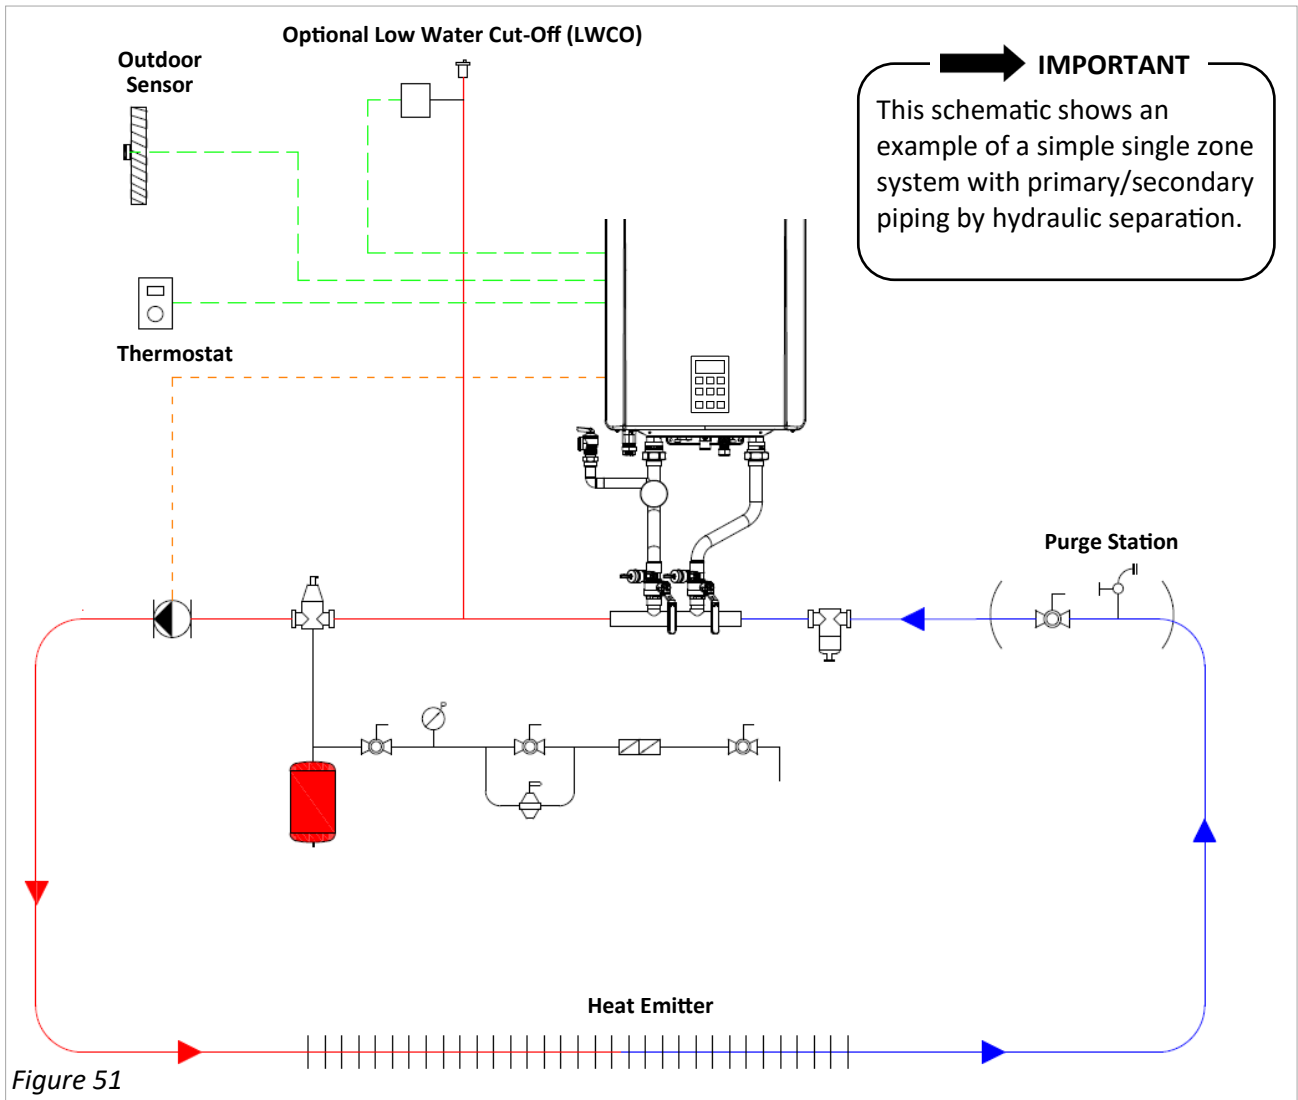 Optional Low Water Cut-Off (LWCO)
Outdoor
Sensor
IMPORTANT
This schematic shows an
example of a simple single zone
system with primary/secondary
piping by hydraulic separation.
Thermostat
Purge Station
P
Heat Emitter
Figure 51